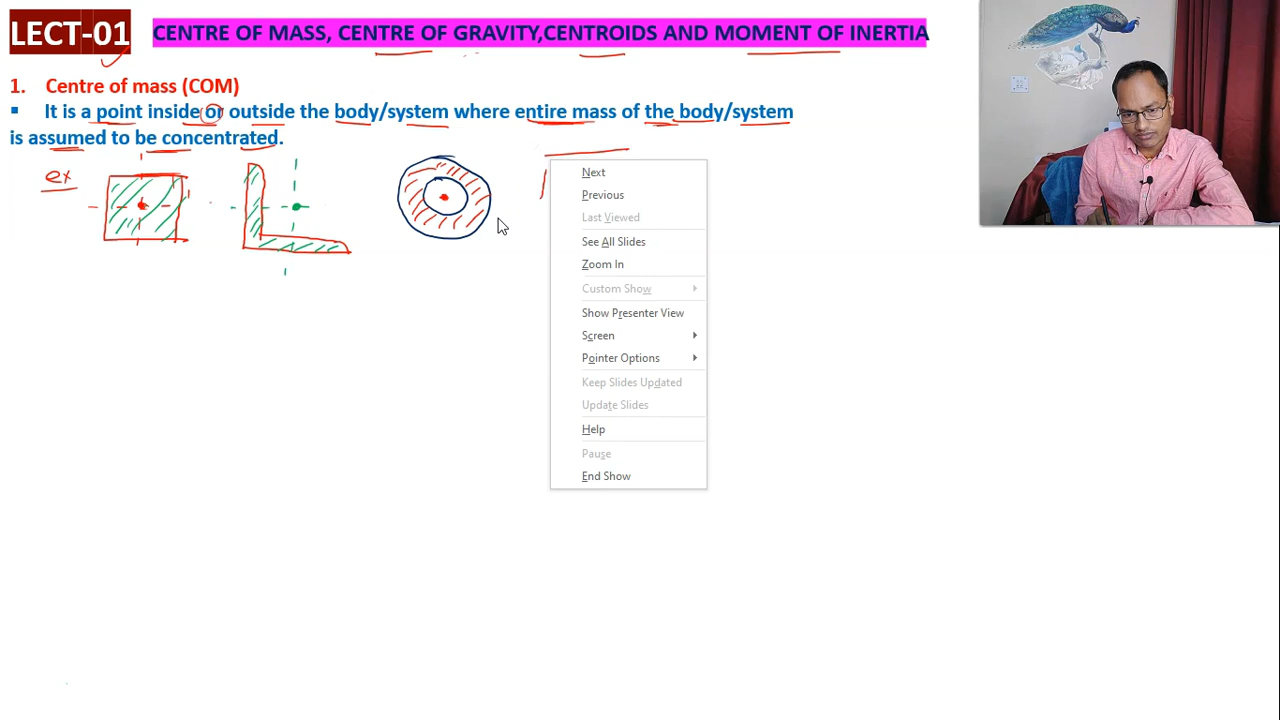 LECT-01
CENTRE OF MASS, CENTRE OF GRAVITY,CENTROIDS AND MOMENT OF INERTIA
1. Centre of mass (COM)
▪ It is a point inside or outside the body/system where entire mass of the body/system
is assumed to be concentrated.
ex
Next
Previous
Last Viewed
See All Slides
Zoom In
Custom Show
Show Presenter View
Screen
Pointer Options
Keep Slides Updated
Update Slides
Help
Pause
End Show